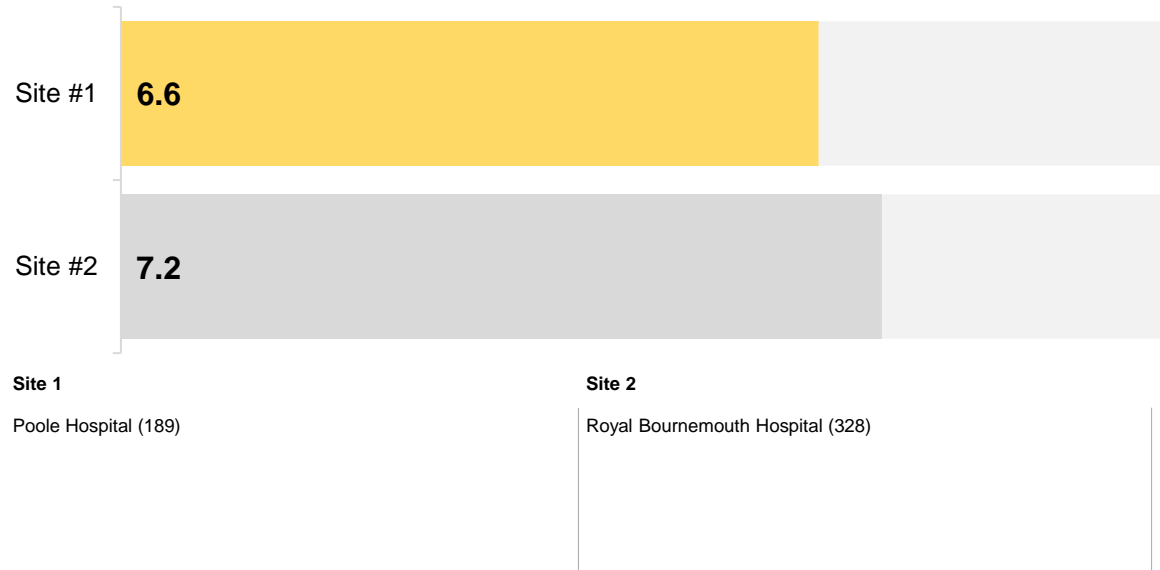 Site #1
6.6
Site #2
7.2
Site 1
Site 2
Poole Hospital (189)
Royal Bournemouth Hospital (328)